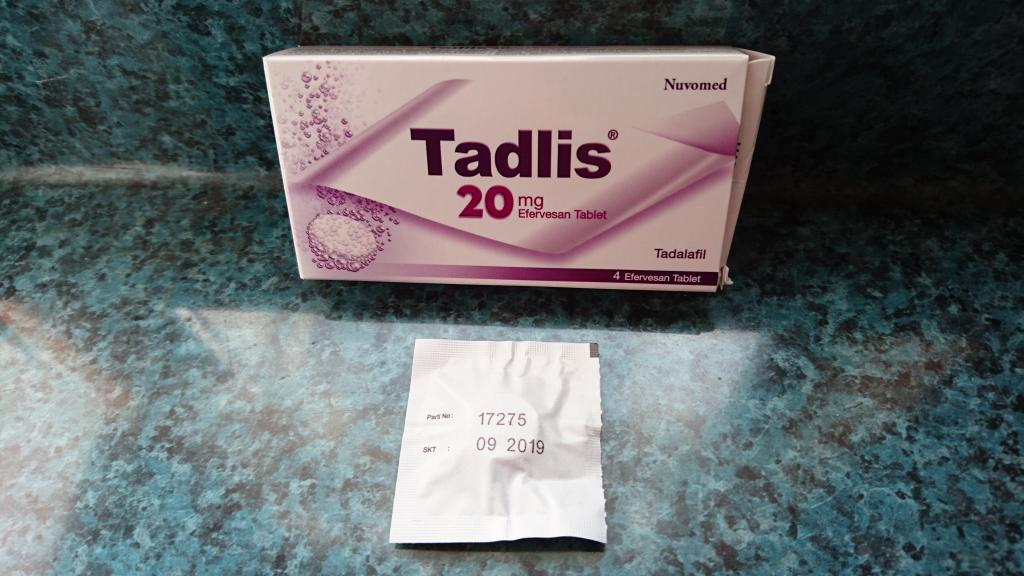 Nuvomed
Tadlis®
20 mg
Efervesan Tablet
Tadalafil
4 Efervesan Tablet
Parti No: 17275
SKT : 09 2019